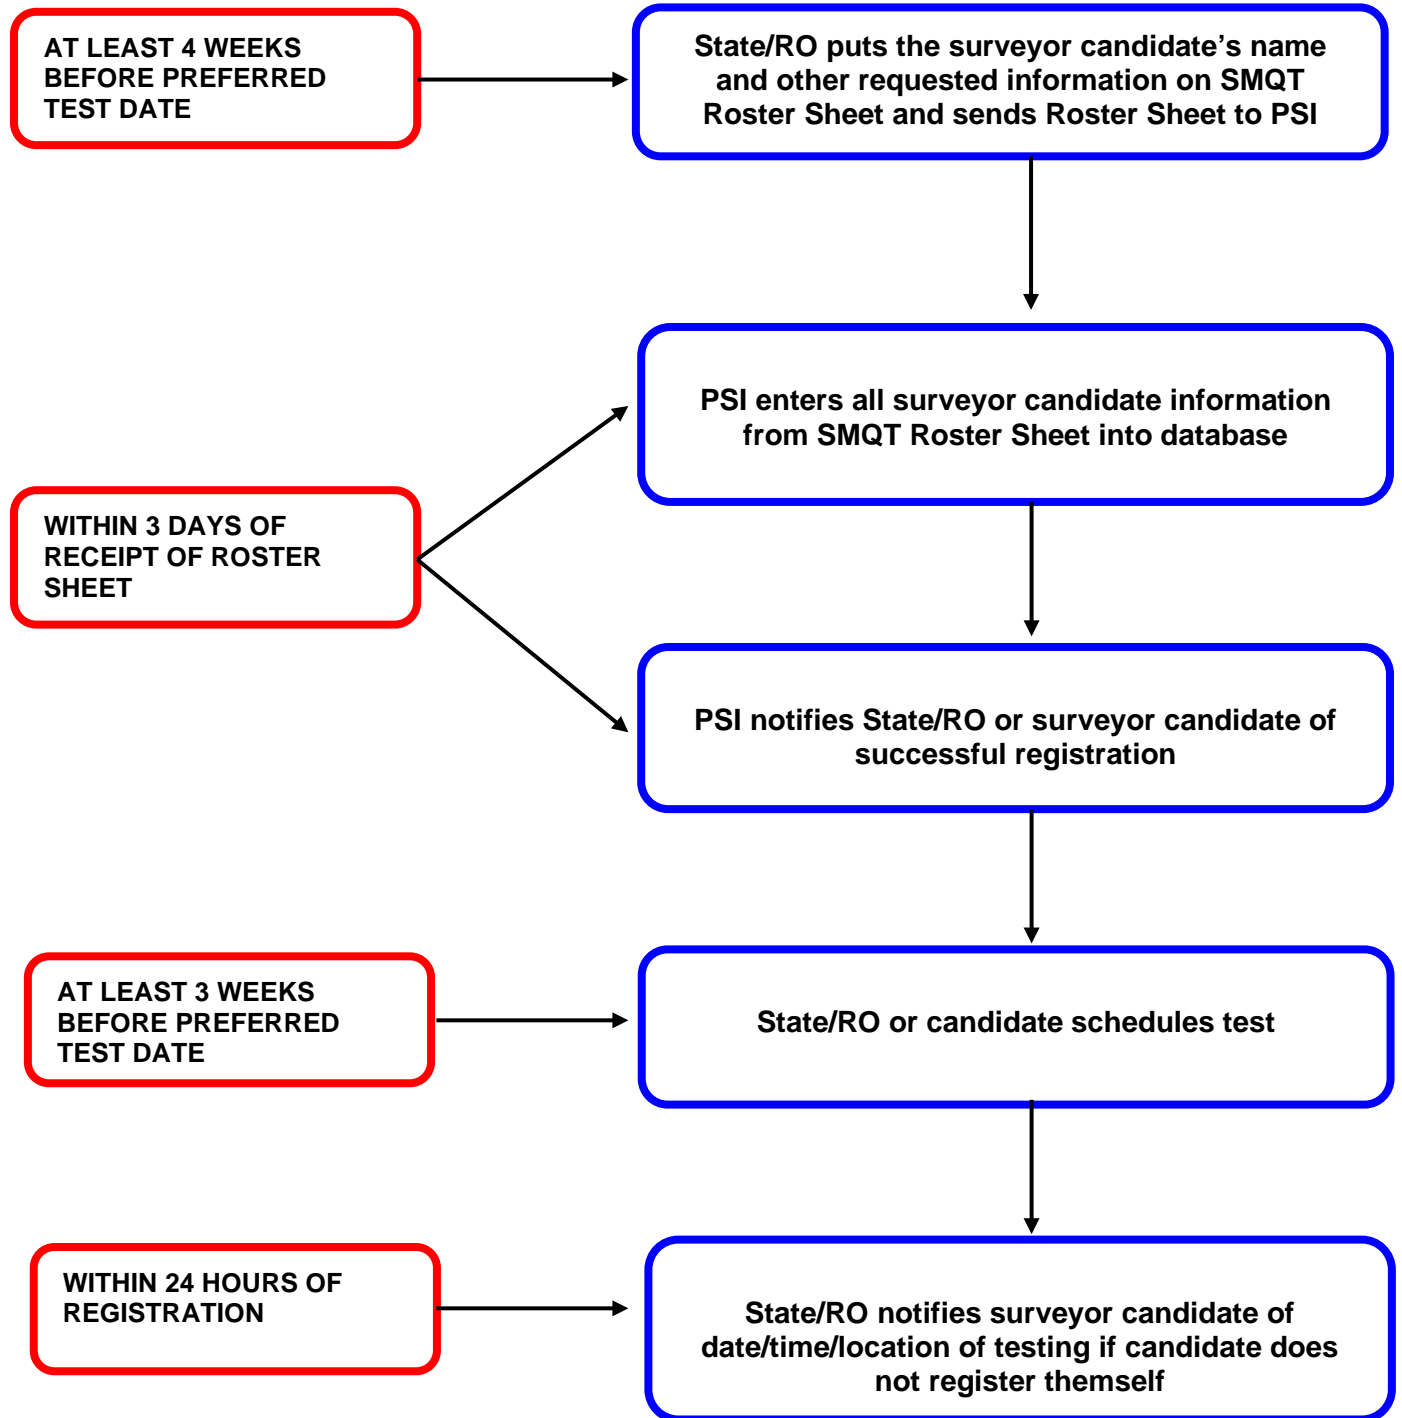 AT LEAST 4 WEEKS
BEFORE PREFERRED
TEST DATE
State/RO puts the surveyor candidate’s name
and other requested information on SMQT
Roster Sheet and sends Roster Sheet to PSI
PSI enters all surveyor candidate information
from SMQT Roster Sheet into database
WITHIN 3 DAYS OF
RECEIPT OF ROSTER
SHEET
PSI notifies State/RO or surveyor candidate of
successful registration
AT LEAST 3 WEEKS
BEFORE PREFERRED
TEST DATE
State/RO or candidate schedules test
WITHIN 24 HOURS OF
REGISTRATION
State/RO notifies surveyor candidate of
date/time/location of testing if candidate does
not register themself